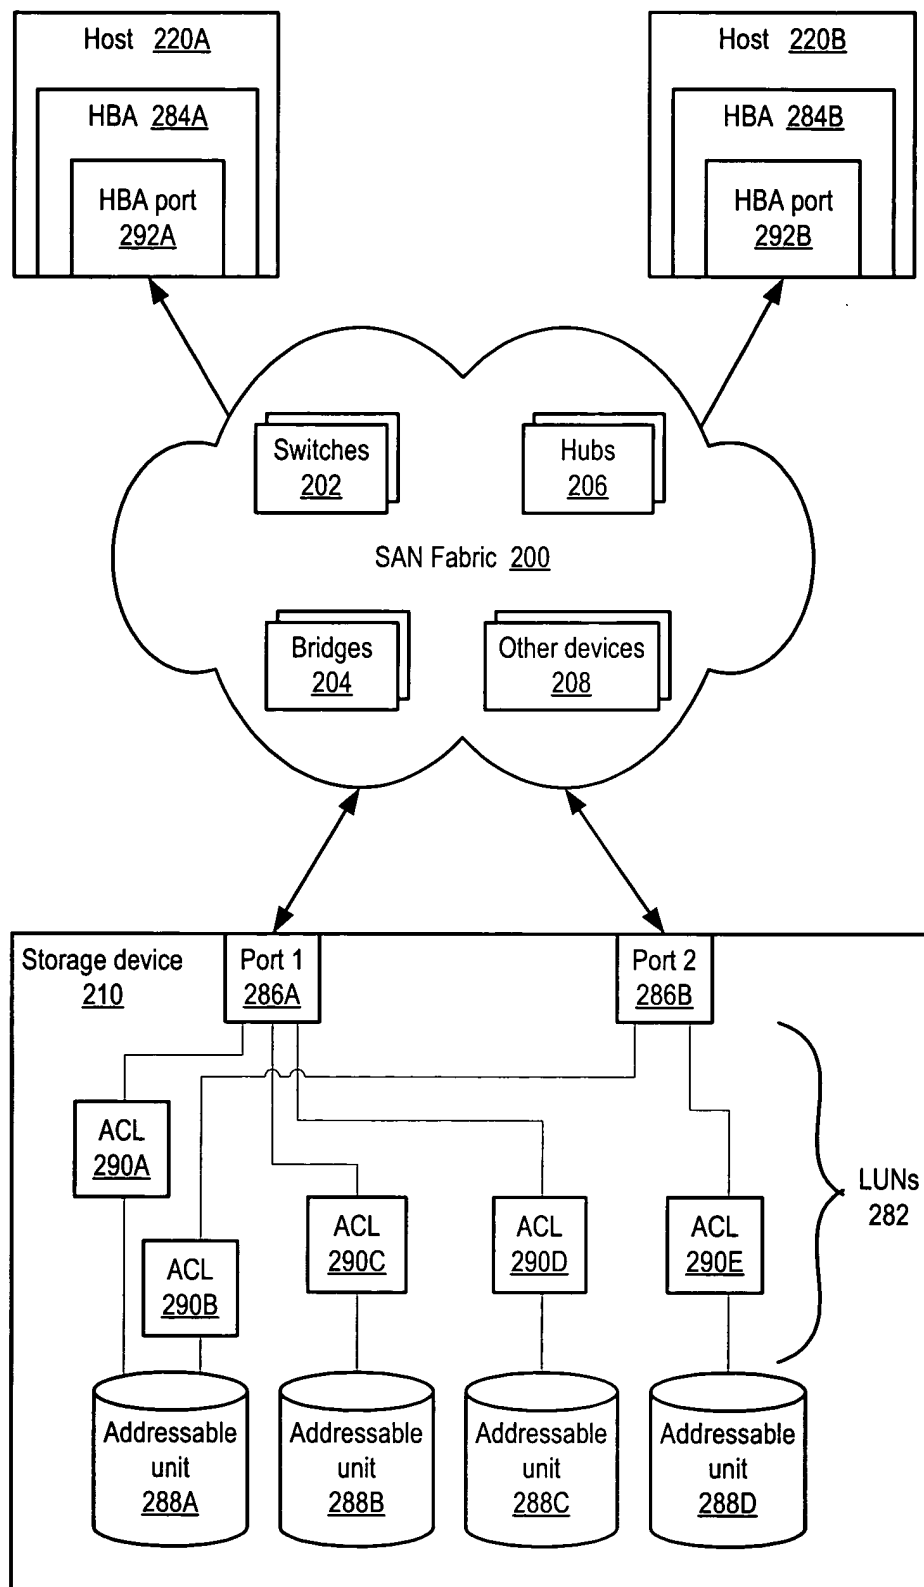 Host 220A
HBA 284A
HBA port
292A
Host 220B
HBA 284B
HBA port
292B
Switches
202
Hubs
206
SAN Fabric 200
Bridges
204
Other devices
208
Storage device
210
Port 1
286A
Port 2
286B
ACL
290A
ACL
290B
ACL
290C
ACL
290D
ACL
290E
LUNs
282
Addressable
unit
288A
Addressable
unit
288B
Addressable
unit
288C
Addressable
unit
288D